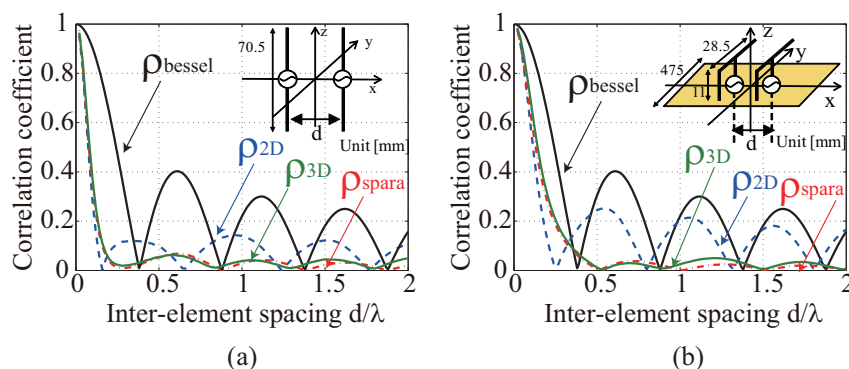 1
0.8
0.6
0.4
0.2
0
0
0.5
1
1.5
2
Correlation coefficient
Inter-element spacing d/λ
ρbessel
ρ2D
ρ3D
ρspara
70.5
z
y
x
d
Unit [mm]
(a)
1
0.8
0.6
0.4
0.2
0
0
0.5
1
1.5
2
Correlation coefficient
Inter-element spacing d/λ
ρbessel
ρ3D
ρ2D
ρspara
475
28.5
11
z
y
x
d
Unit [mm]
(b)